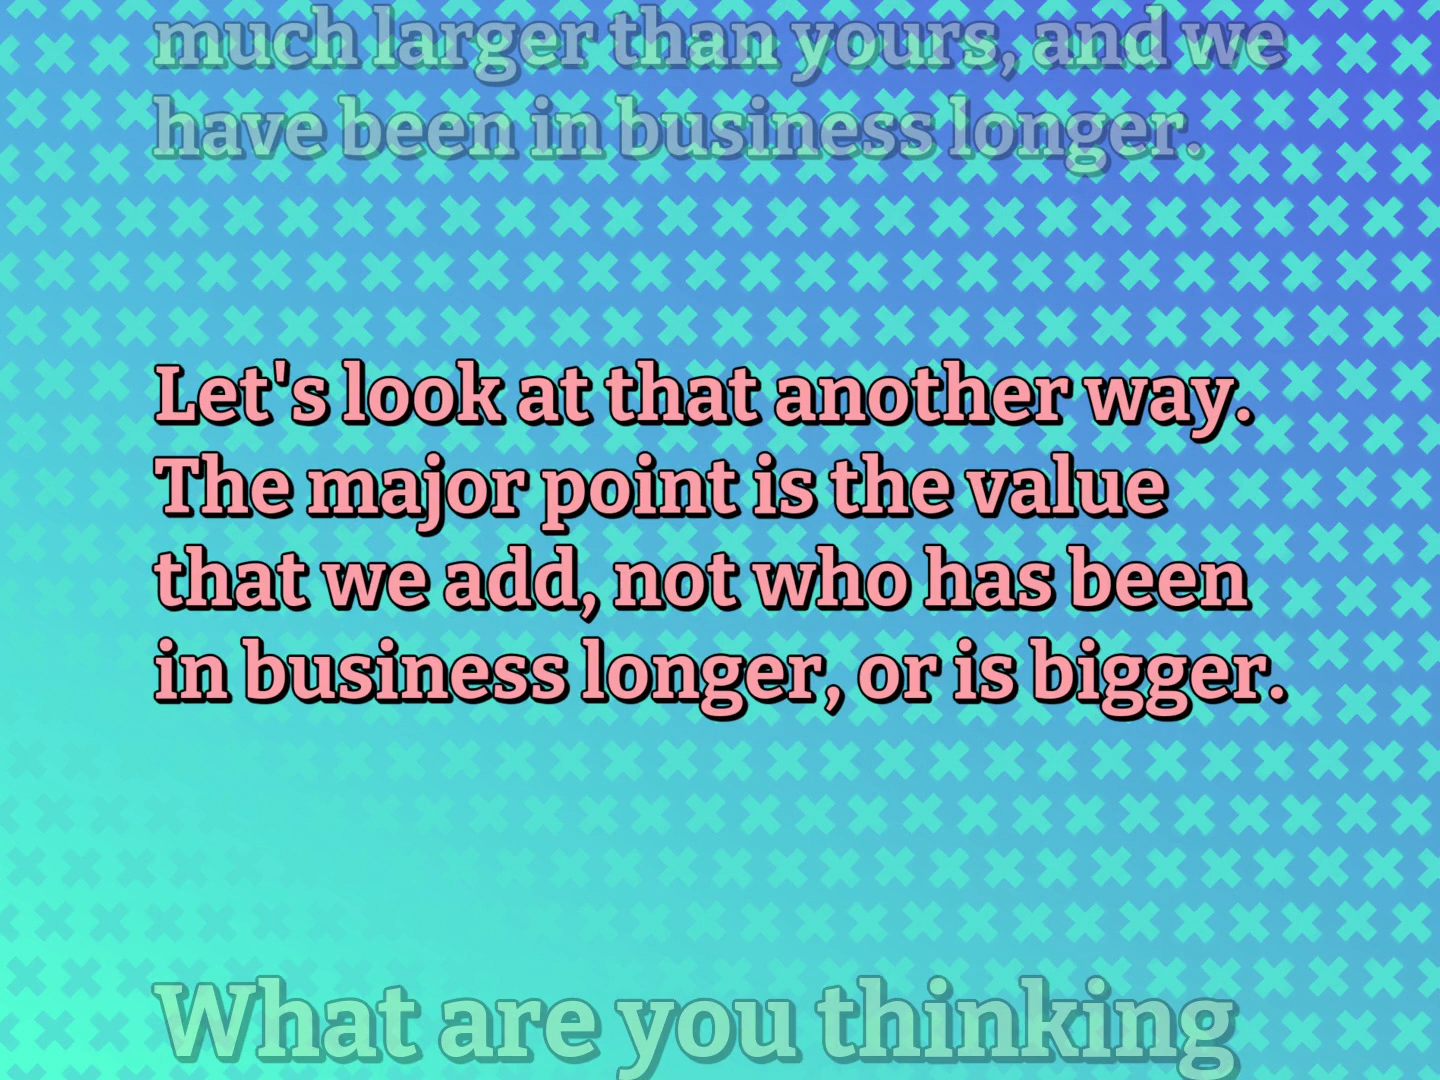 much larger than yours, and we
have been in business longer.
Let's look at that another way.
The major point is the value
that we add, not who has been
in business longer, or is bigger.
What are you thinking